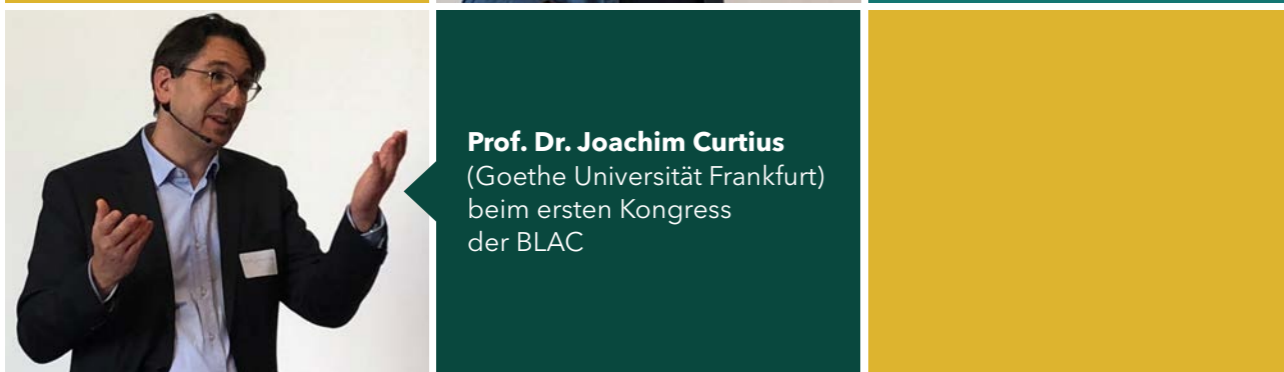 Prof. Dr. Joachim Curtius
(Goethe Universität Frankfurt)
beim ersten Kongress
der BLAC